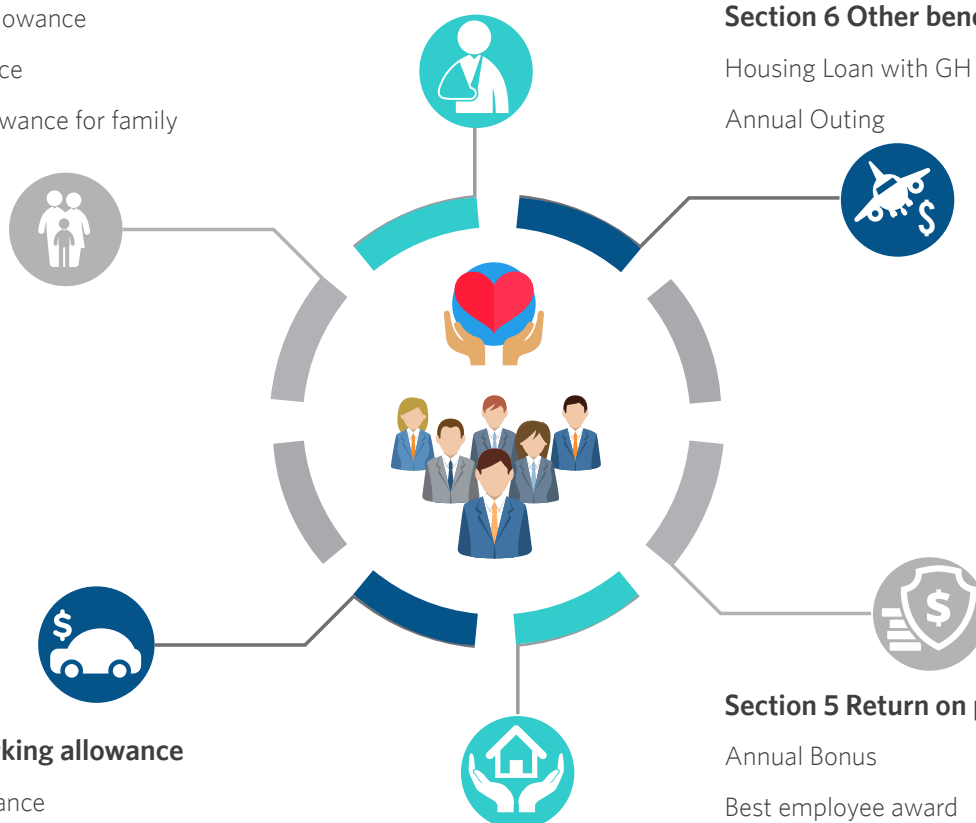 owance
Section 6 Other bene
ce
Housing Loan with GH
wance for family
Annual Outing
$
$
$
Section 5 Return on
king allowance
Annual Bonus
ance
Best employee award